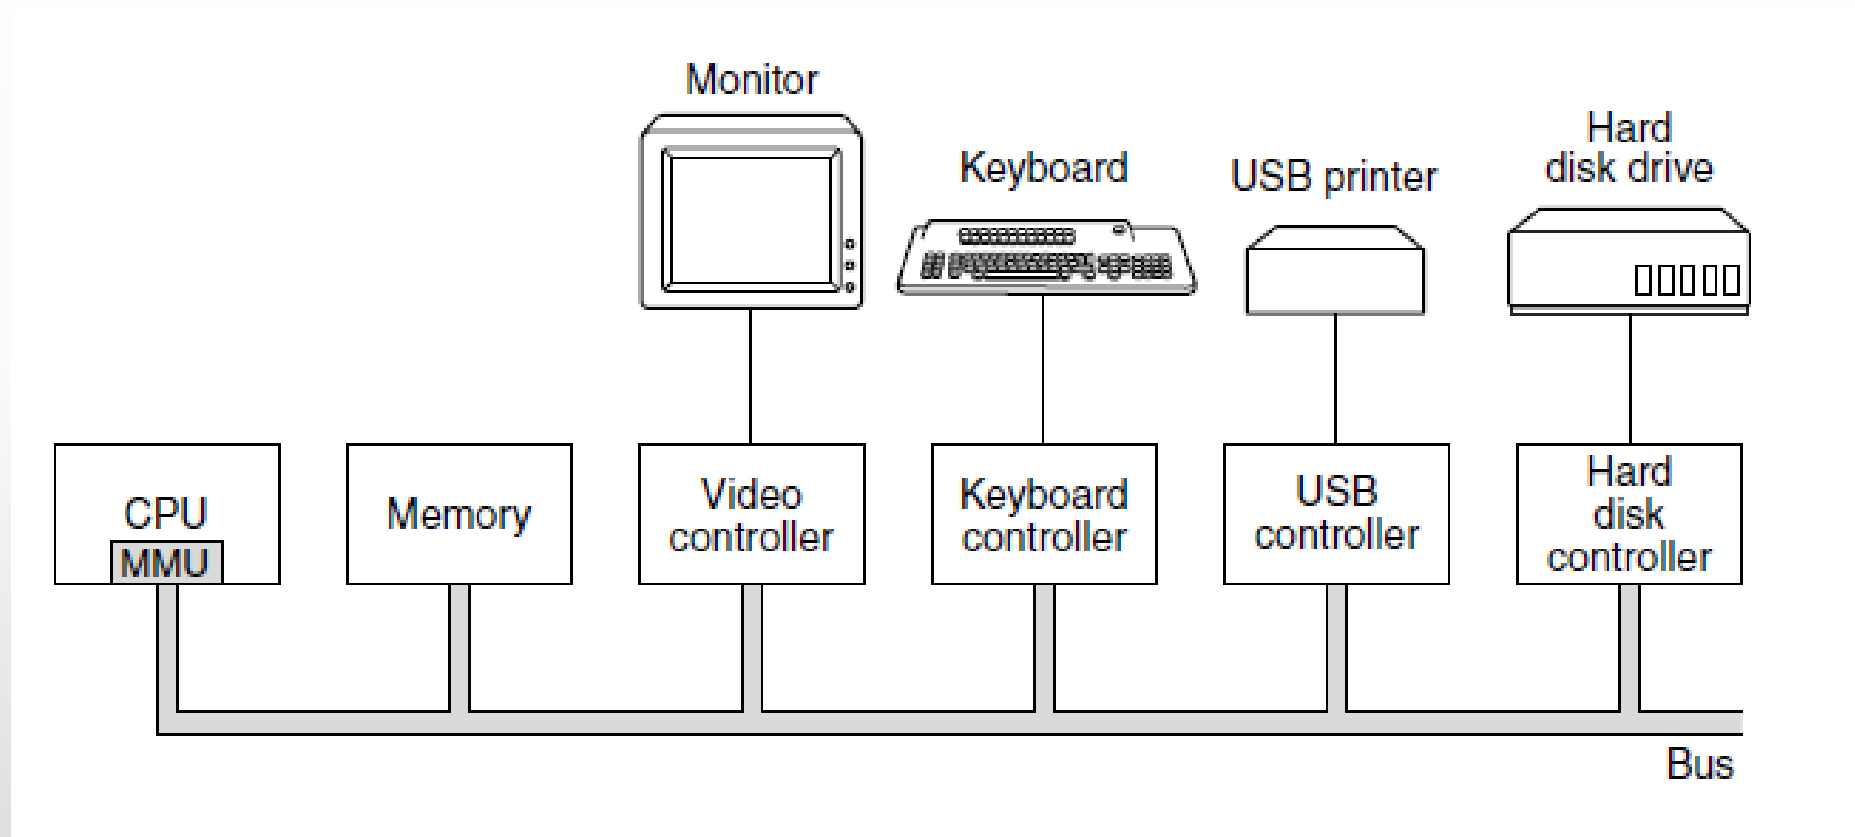 Monitor
Keyboard
USB printer
Hard
disk drive
CPU
MMU
Memory
Video
controller
Keyboard
controller
USB
controller
Hard
disk
controller
Bus